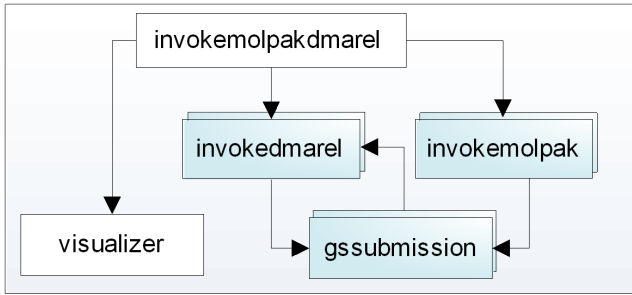 invokemolpakdmarel
invokedmarel
invokemolpak
visualizer
gssubmission